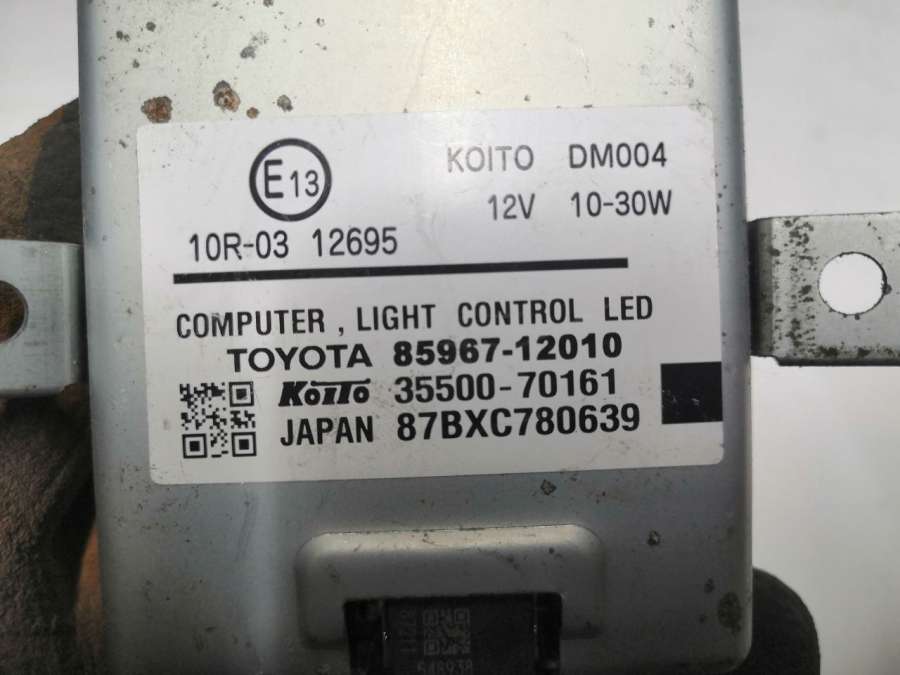 E13
KOITO DM004
12V 10-30W
10R-03 12695
COMPUTER , LIGHT CONTROL LED
TOYOTA 85967-12010
KOITO 35500-70161
JAPAN 87BXC780639